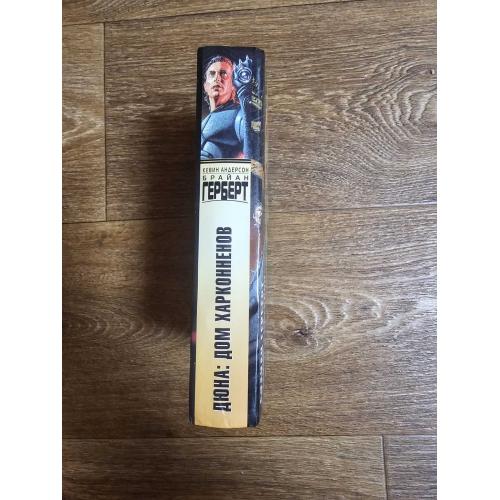 КЕВИН АНДЕРСОН
БРАЙАН
ГЕРБЕРТ
ДЮНА: ДОМ ХАРКОННЕНОВ